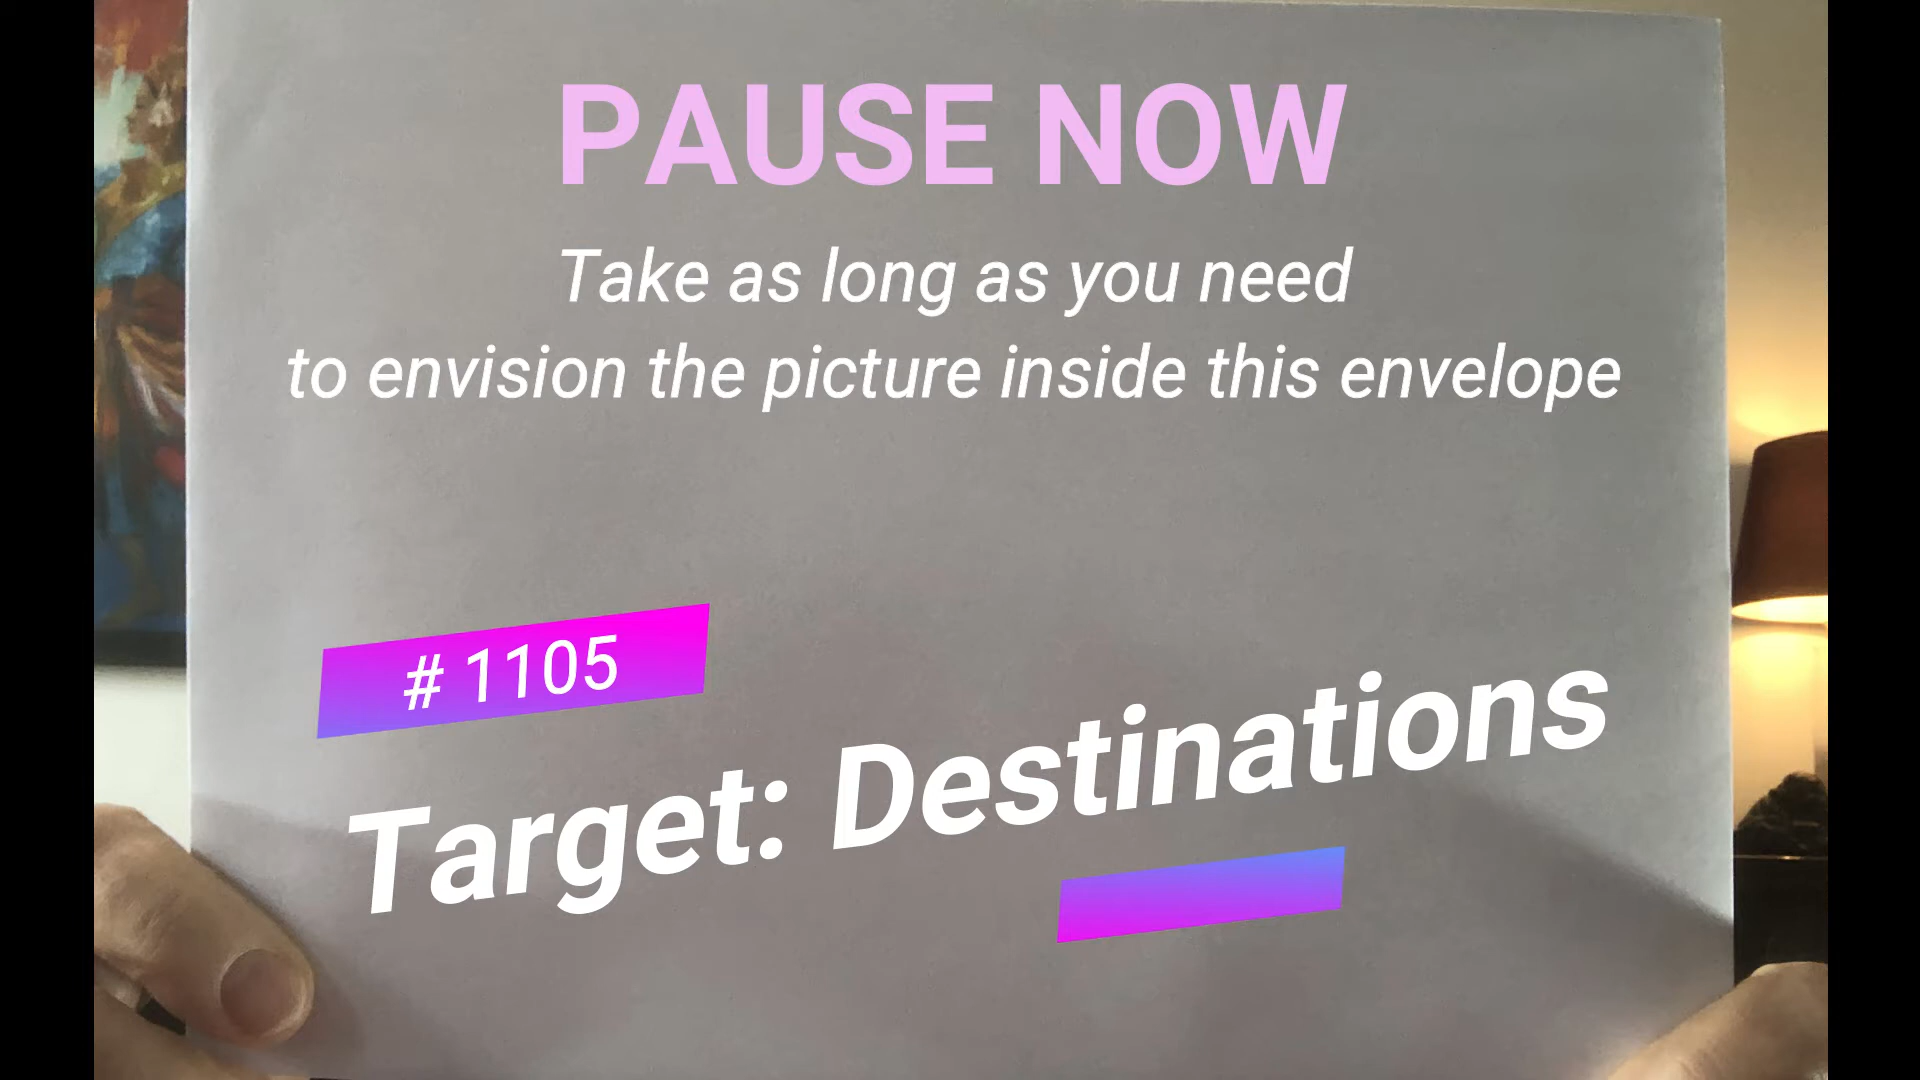 PAUSE NOW
Take as long as you need
to envision the picture inside this envelope
# 1105
Target: Destinations